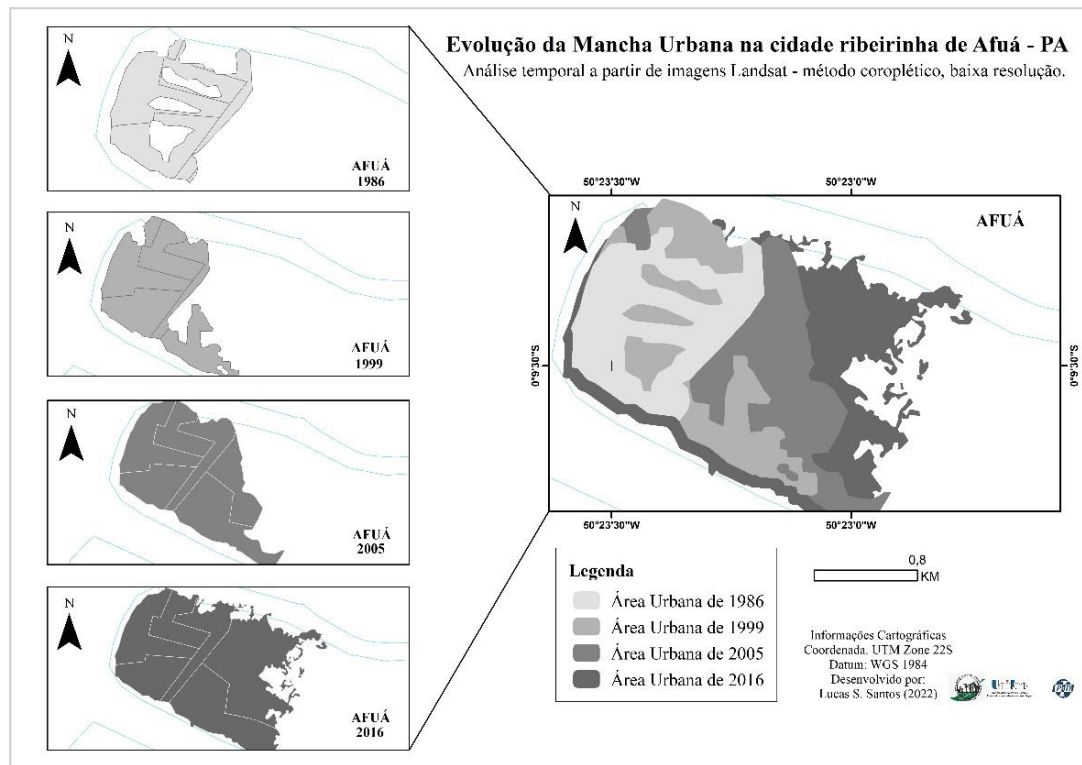 Evolução da Mancha Urbana na cidade ribeirinha de Afuá - PA
Análise temporal a partir de imagens Landsat - método coroplético, baixa resolução.
N
AFUÁ
1986
N
AFUÁ
1999
N
AFUÁ
2005
N
AFUÁ
2016
50°23'30"W
50°23'0"W
N
AFUÁ
0°9'30"S
0°9'30"S
50°23'30"W
50°23'0"W
Legenda
Área Urbana de 1986
Área Urbana de 1999
Área Urbana de 2005
Área Urbana de 2016
0,8
KM
Informações Cartográficas
Coordenada. UTM Zone 22S
Datum: WGS 1984
Desenvolvido por:
Lucas S. Santos (2022)